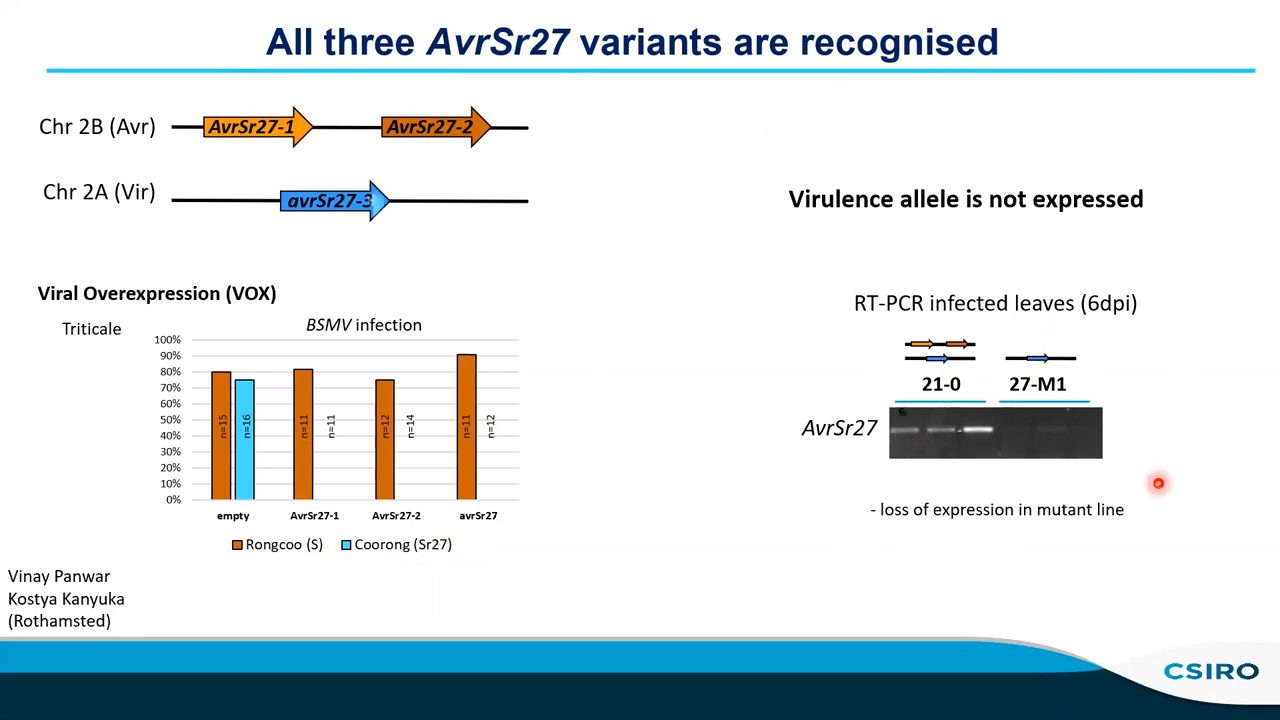 All three AvrSr27 variants are recognised
Chr 2B (Avr)
AvrSr27-1
AvrSr27-2
Chr 2A (Vir)
avrSr27-3
Virulence allele is not expressed
Viral Overexpression (VOX)
Triticale
BSMV infection
100%
90%
80%
70%
60%
50%
40%
30%
20%
10%
0%
n=15
n=16
n=11
n=11
n=12
n=14
n=11
n=12
empty
AvrSr27-1
AvrSr27-2
avrSr27
Rongcoo (S)
Coorong (Sr27)
RT-PCR infected leaves (6dpi)
21-0
27-M1
AvrSr27
- loss of expression in mutant line
Vinay Panwar
Kostya Kanyuka
(Rothamsted)
CSIRO